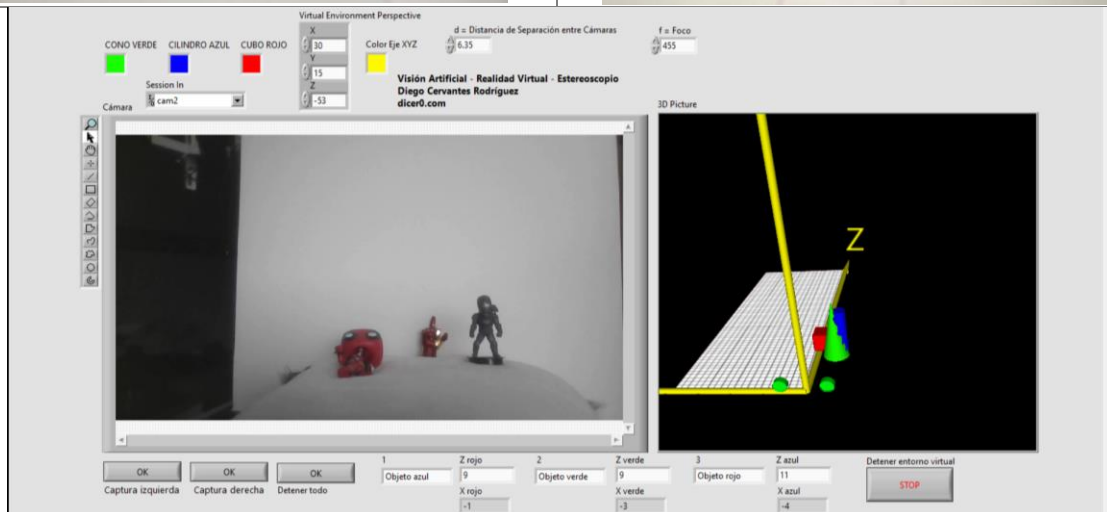 Virtual Environment Perspective
CONO VERDE CILINDRO AZUL CUBO ROJO
X
30
Y
15
Z
-53
Color Eje XYZ
d = Distancia de Separación entre Cámaras
6.35
f = Foco
455
Session In
cam2
Visión Artificial - Realidad Virtual - Estereoscopio
Diego Cervantes Rodríguez
dicer0.com
Cámara
3D Picture
Z
OK
Captura izquierda
OK
Captura derecha
OK
Detener todo
1
Objeto azul
Z rojo
9
X rojo
-1
2
Objeto verde
Z verde
9
X verde
-3
3
Objeto rojo
Z azul
11
X azul
-4
Detener entorno virtual
STOP